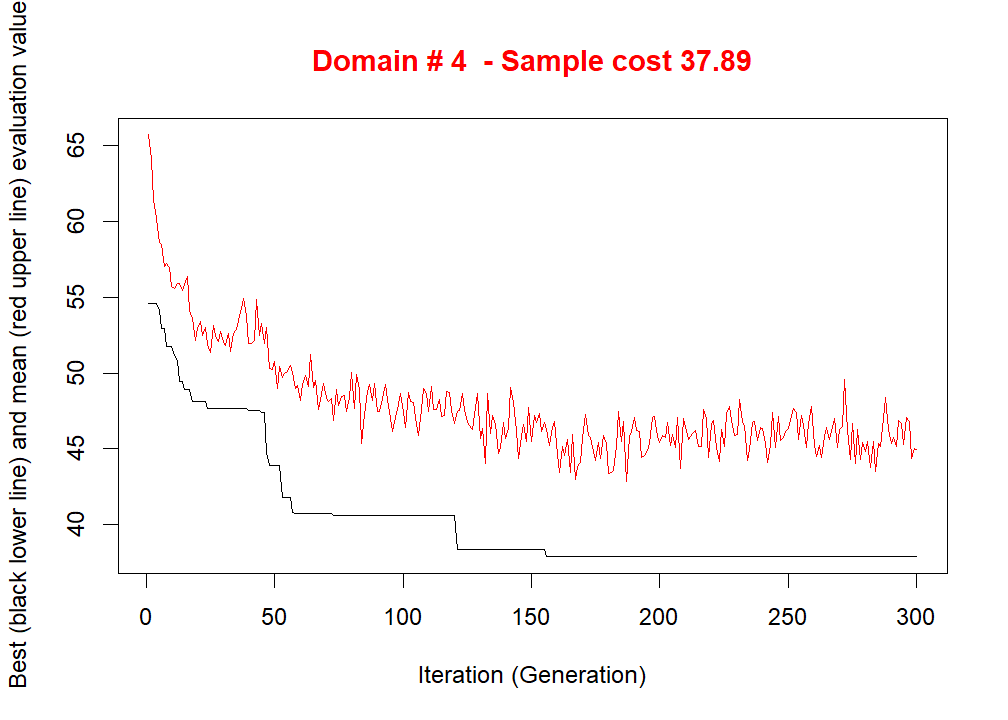 Domain # 4  - Sample cost 37.89
Best (black lower line) and mean (red upper line) evaluation value
65
60
55
50
45
40
0 50 100 150 200 250 300
Iteration (Generation)